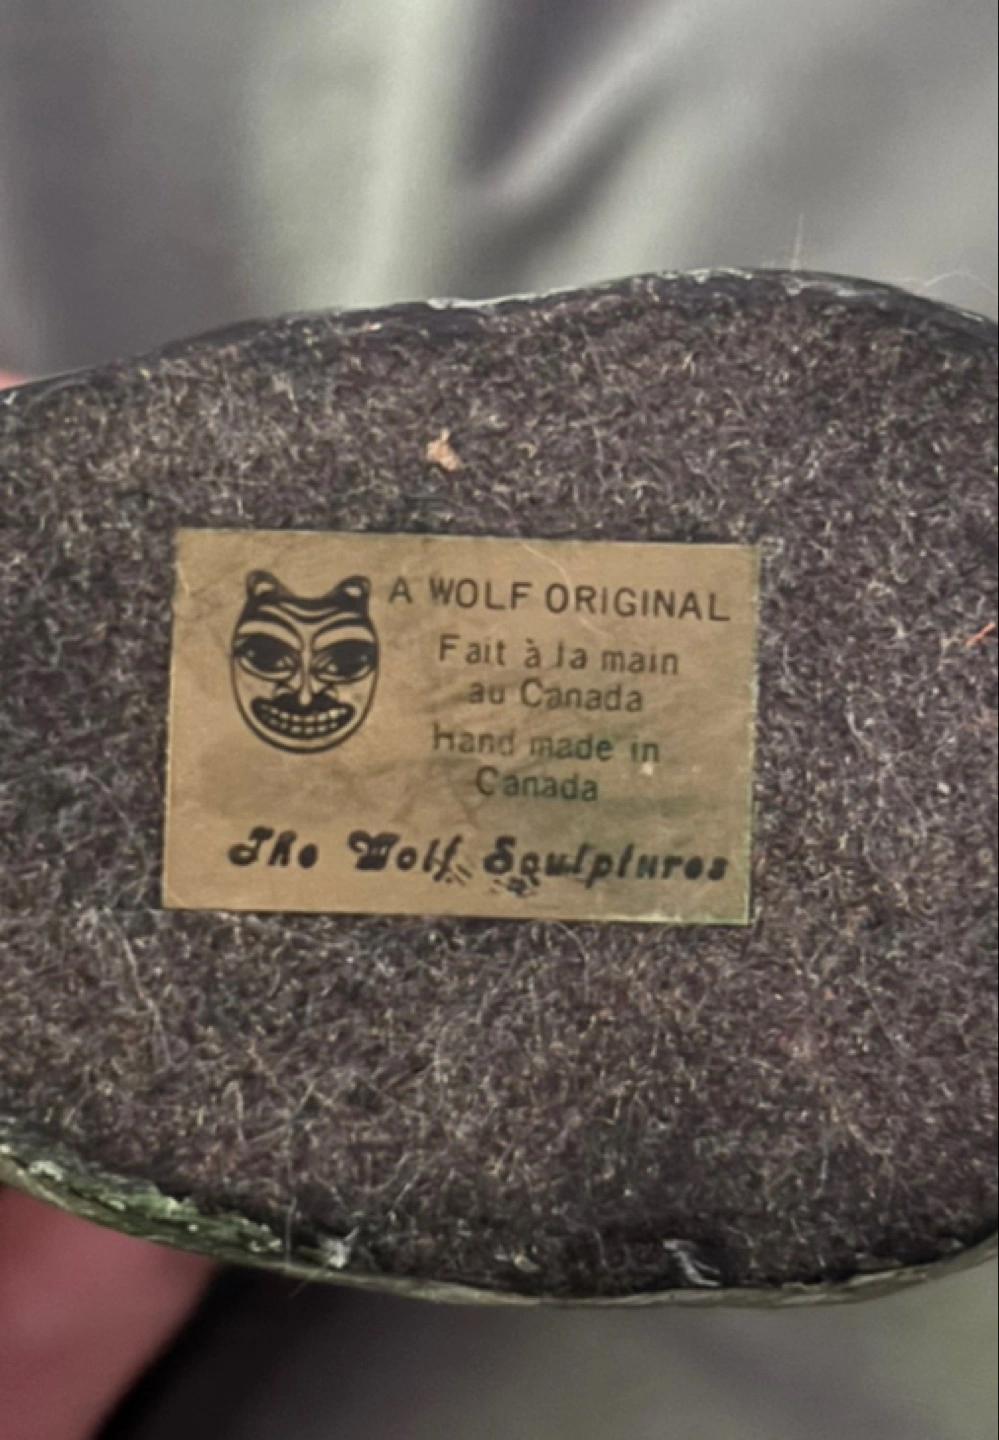 A WOLF ORIGINAL
Fait à la main
au Canada
Hand made in
Canada
The Wolf Sculptures